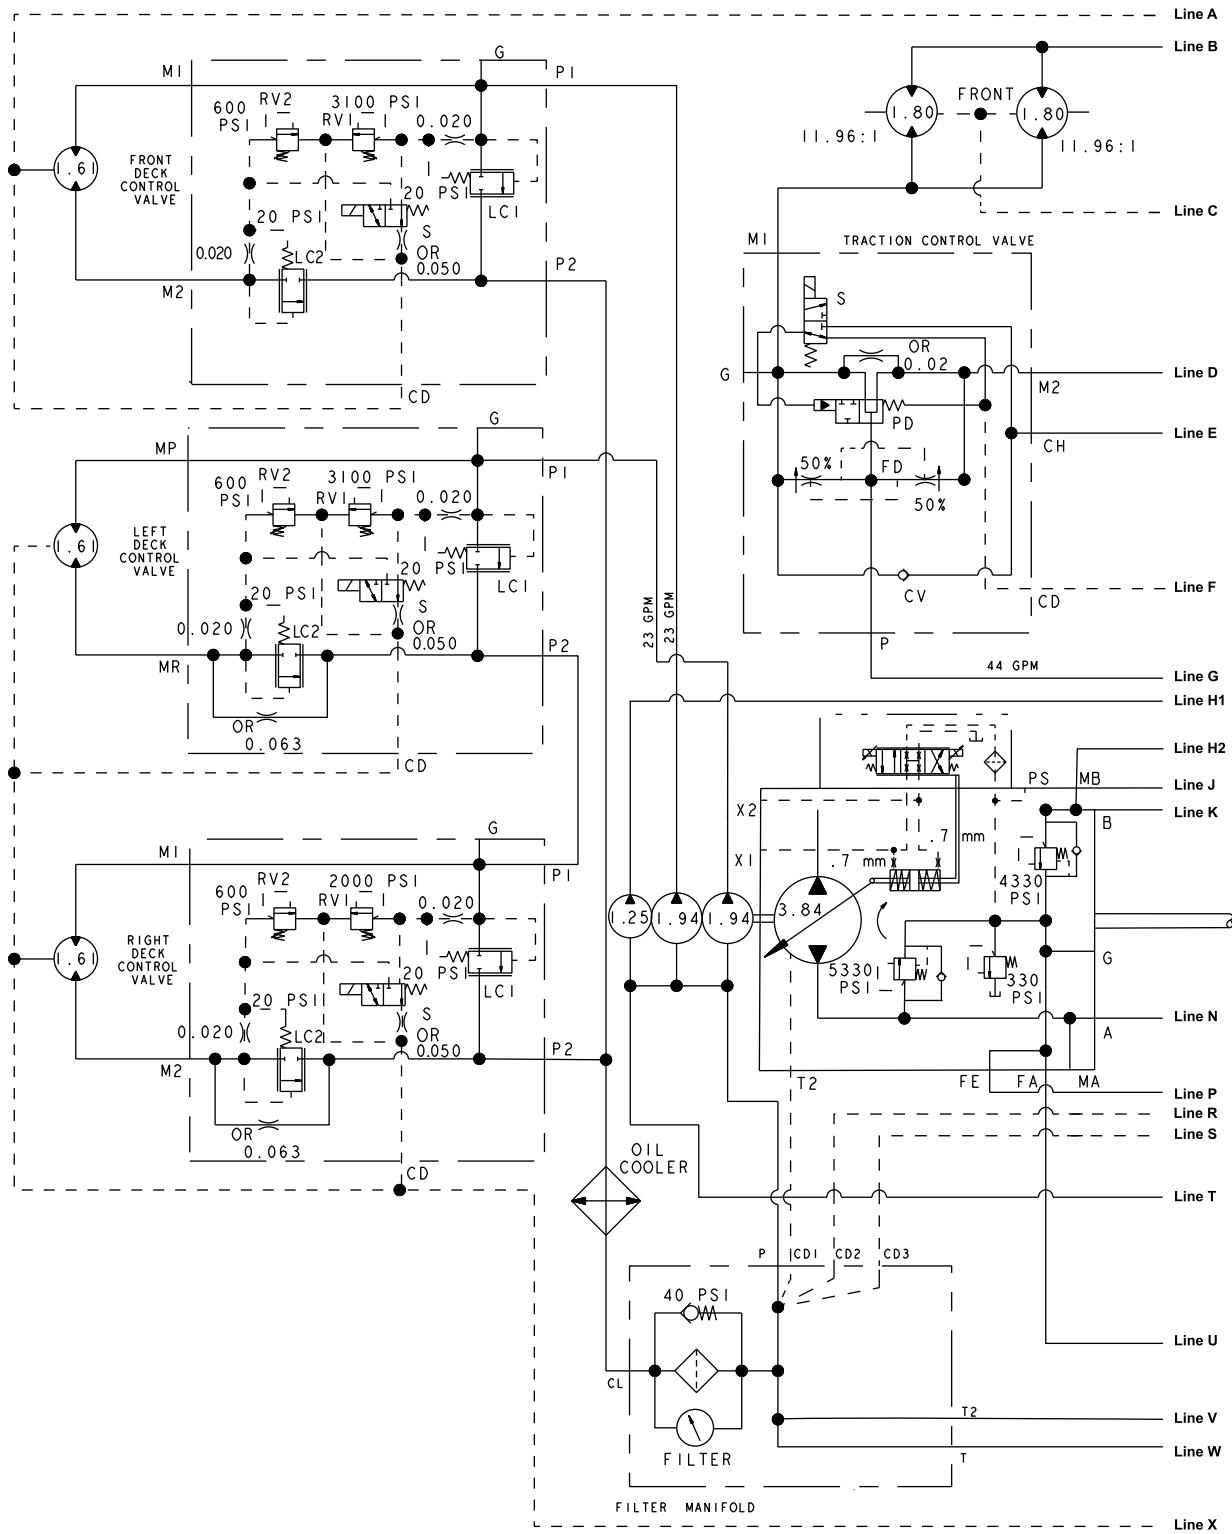 Line A
Line B
G
M1
P1
600
PSI
RV2
3100 PSI
RV1
0.020
1.61
FRONT
DECK
CONTROL
VALVE
20
PSI
LC1
20 PSI
S
OR
0.050
0.020
LC2
M2
P2
CD
1.80
FRONT
1.80
11.96:1
11.96:1
Line C
M1
TRACTION CONTROL VALVE
S
OR
0.02
G
Line D
M2
PD
Line E
CH
50%
FD
50%
CV
Line F
CD
P
44 GPM
Line G
Line H1
G
MP
P1
600
PSI
RV2
3100 PSI
RV1
0.020
1.61
LEFT
DECK
CONTROL
VALVE
20
PSI
LC1
20 PSI
S
OR
0.050
0.020
LC2
MR
P2
OR
0.063
CD
23 GPM
23 GPM
Line H2
PS
MB
Line J
X2
Line K
B
.7 mm
X1
.7 mm
4330
PSI
1.25
1.94
1.94
3.84
5330
PSI
330
PSI
G
Line N
A
T2
FE
FA
MA
Line P
Line R
Line S
G
M1
P1
600
PSI
RV2
2000 PSI
RV1
0.020
1.61
RIGHT
DECK
CONTROL
VALVE
20
PSI
LC1
20 PSI
S
OR
0.050
0.020
LC2
M2
P2
OR
0.063
CD
OIL
COOLER
Line T
P
CD1
CD2
CD3
40 PSI
Line U
CL
T2
Line V
FILTER
Line W
T
FILTER MANIFOLD
Line X